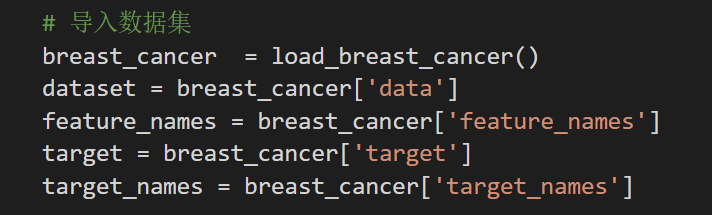 # 导入数据集
breast_cancer  = load_breast_cancer()
dataset = breast_cancer['data']
feature_names = breast_cancer['feature_names']
target = breast_cancer['target']
target_names = breast_cancer['target_names']